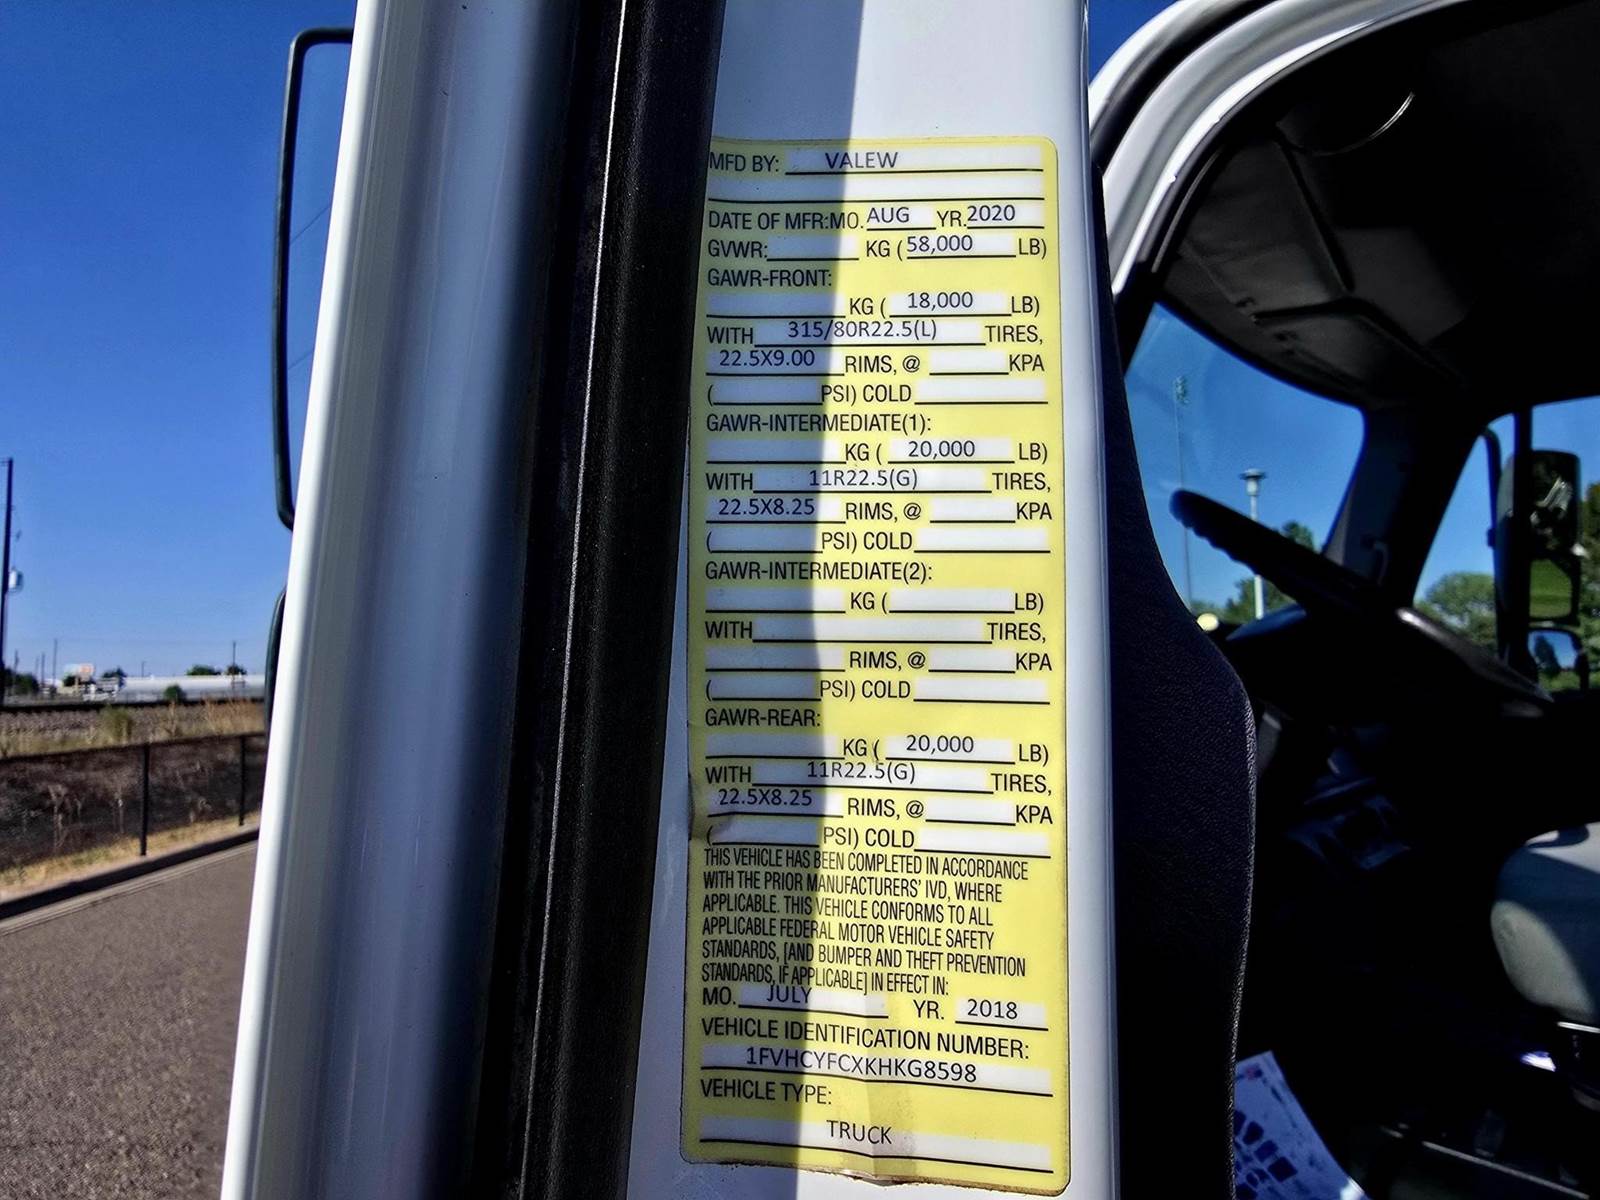 MFD BY: VALEW
DATE OF MFR:MO. AUG YR. 2020
GVWR: KG ( 58,000 LB)
GAWR-FRONT:
KG ( 18,000 LB)
WITH 315/80R22.5(L) TIRES,
22.5X9.00 RIMS, @ KPA
( PSI) COLD
GAWR-INTERMEDIATE(1):
KG ( 20,000 LB)
WITH 11R22.5(G) TIRES,
22.5X8.25 RIMS, @ KPA
( PSI) COLD
GAWR-INTERMEDIATE(2):
KG ( LB)
WITH TIRES,
RIMS, @ KPA
( PSI) COLD
GAWR-REAR:
KG ( 20,000 LB)
WITH 11R22.5(G) TIRES,
22.5X8.25 RIMS, @ KPA
( PSI) COLD
THIS VEHICLE HAS BEEN COMPLETED IN ACCORDANCE
WITH THE PRIOR MANUFACTURERS' IVD, WHERE
APPLICABLE. THIS VEHICLE CONFORMS TO ALL
APPLICABLE FEDERAL MOTOR VEHICLE SAFETY
STANDARDS, [AND BUMPER AND THEFT PREVENTION
STANDARDS, IF APPLICABLE] IN EFFECT IN:
MO. JULY YR. 2018
VEHICLE IDENTIFICATION NUMBER:
1FVHCYFCXKHKG8598
VEHICLE TYPE:
TRUCK